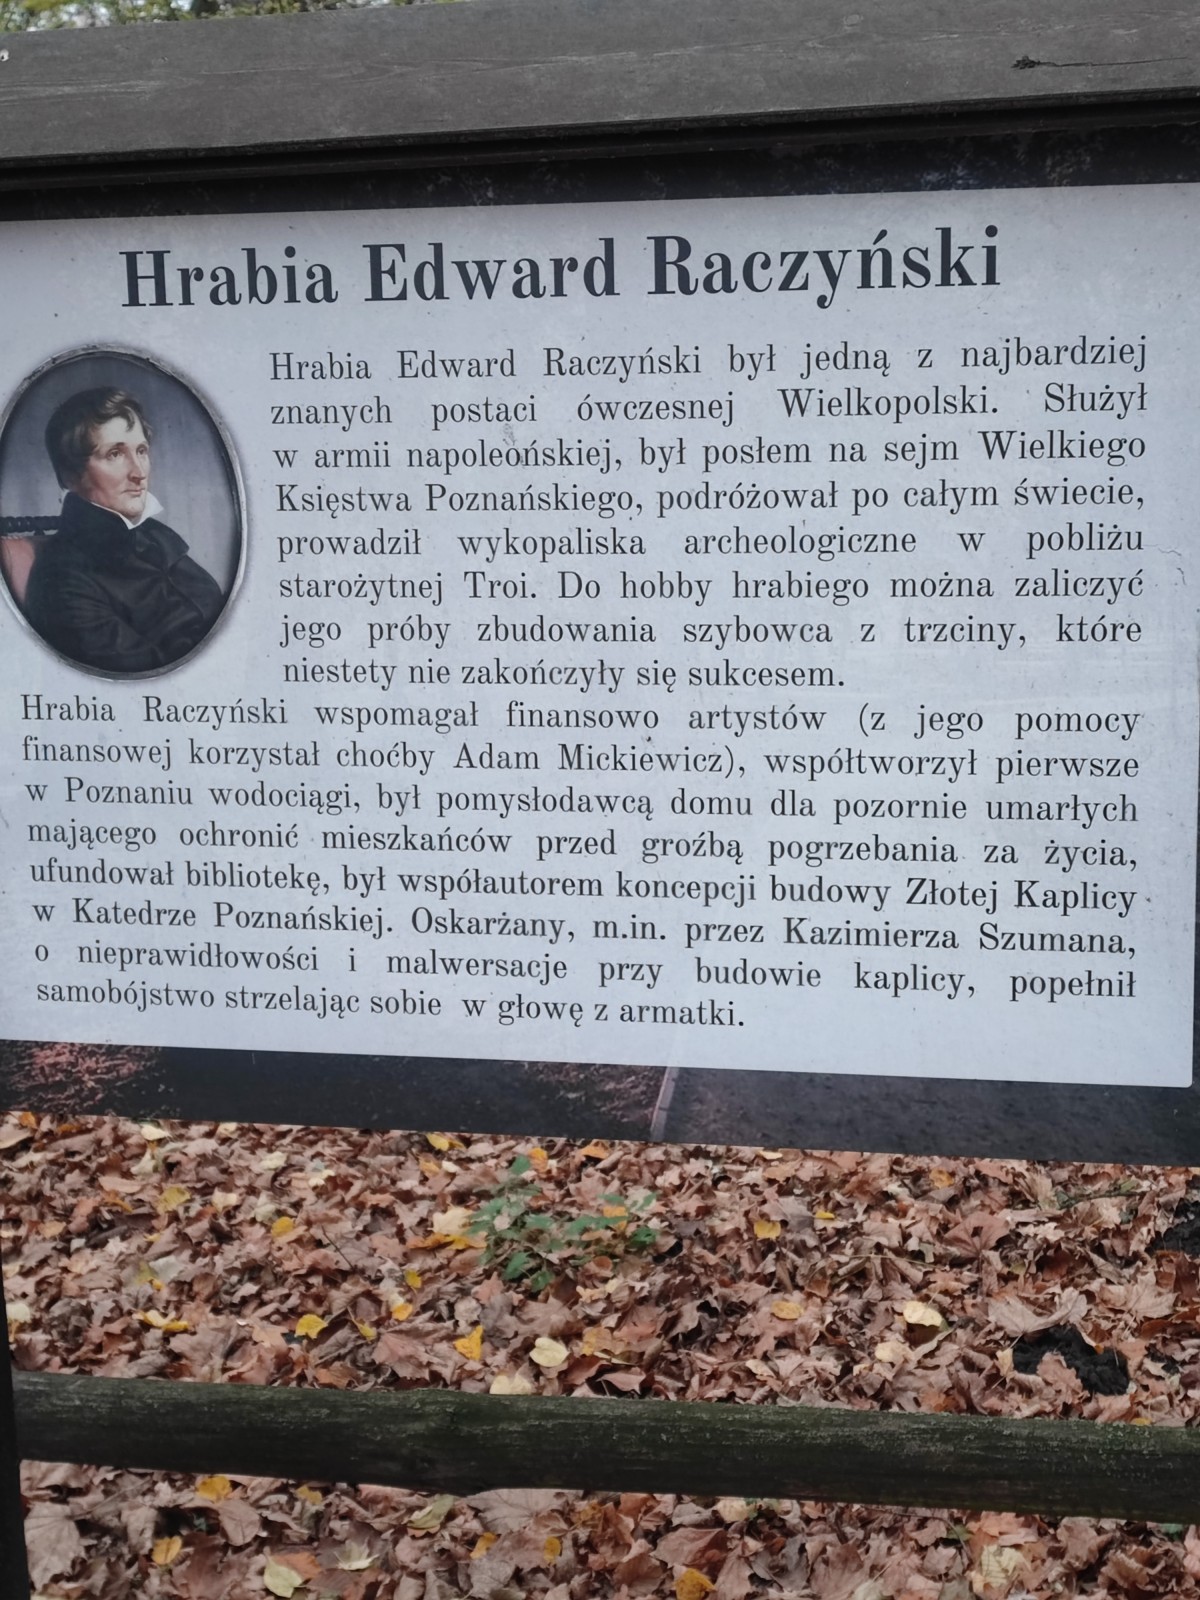 Hrabia Edward Raczyński
Hrabia Edward Raczyński był jedną z najbardziej
znanych postaci ówczesnej Wielkopolski. Służył
w armii napoleońskiej, był posłem na sejm Wielkiego
Księstwa Poznańskiego, podróżował po całym świecie,
prowadził wykopaliska archeologiczne w pobliżu
starożytnej Troi. Do hobby hrabiego można zaliczyć
jego próby zbudowania szybowca z trzciny, które
niestety nie zakończyły się sukcesem.
Hrabia Raczyński wspomagał finansowo artystów (z jego pomocy
finansowej korzystał choćby Adam Mickiewicz), współtworzył pierwsze
w Poznaniu wodociągi, był pomysłodawcą domu dla pozornie umarłych
mającego ochronić mieszkańców przed groźbą pogrzebania za życia,
ufundował bibliotekę, był współautorem koncepcji budowy Złotej Kaplicy
w Katedrze Poznańskiej. Oskarżany, m.in. przez Kazimierza Szumana,
o nieprawidłowości i malwersacje przy budowie kaplicy, popełnił
samobójstwo strzelając sobie w głowę z armatki.